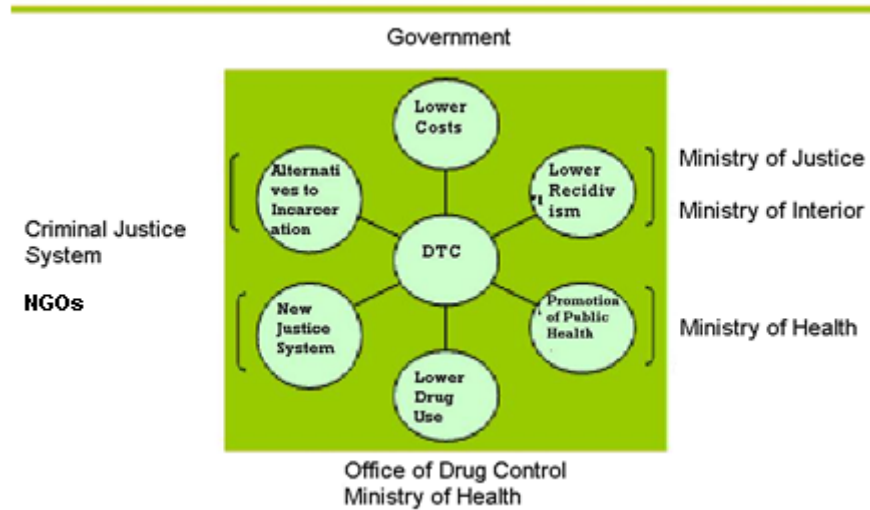 Government
Lower
Costs
Alternati
ves to
Incarcer
ation
Lower
Recidiv
ism
Ministry of Justice
Ministry of Interior
Criminal Justice
System
DTC
NGOs
New
Justice
System
Promotion
of Public
Health
Ministry of Health
Lower
Drug
Use
Office of Drug Control
Ministry of Health